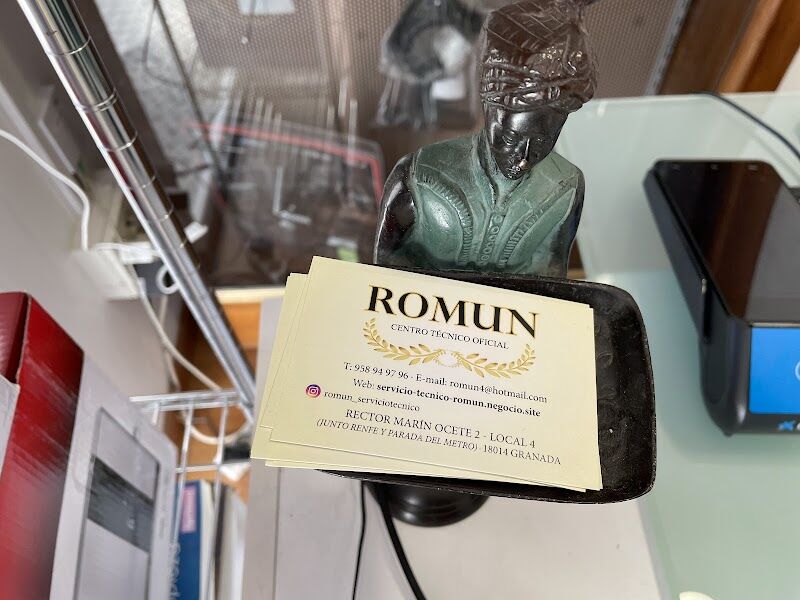 ROMUN
CENTRO TÉCNICO OFICIAL
T: 958 94 97 96 - E-mail: romun4@hotmail.com
Web: servicio-tecnico-romun.negocio.site
romun_serviciotecnico
RECTOR MARÍN OCETE 2 - LOCAL 4
(JUNTO RENFE Y PARADA DEL METRO) - 18014 GRANADA